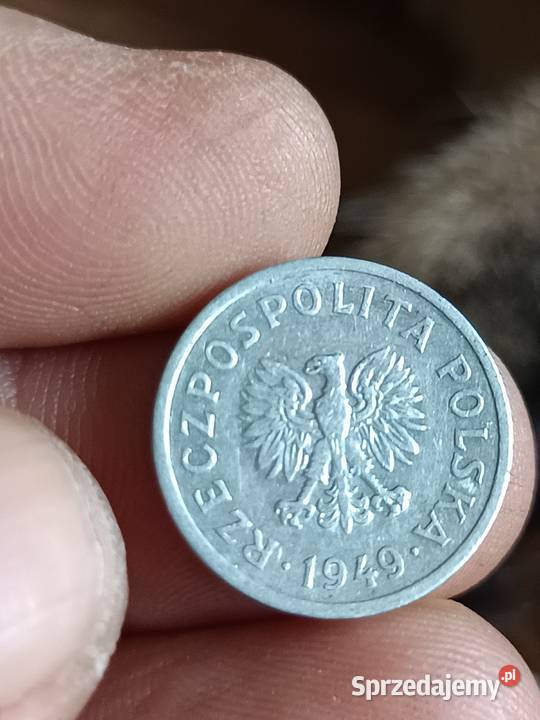 RZECZPOSPOLITA POLSKA
· 1949 ·
Sprzedajemy.pl